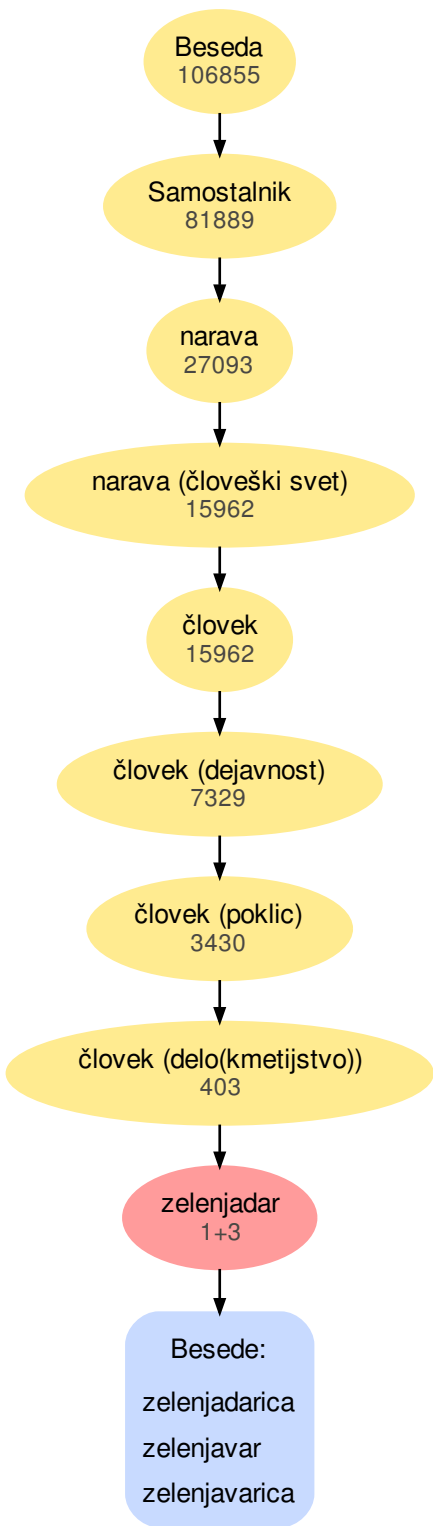 Beseda
106855
Samostalnik
81889
narava
27093
narava (človeški svet)
15962
človek
15962
človek (dejavnost)
7329
človek (poklic)
3430
človek (delo(kmetijstvo))
403
zelenjadar
1+3
Besede:
zelenjadarica
zelenjavar
zelenjavarica